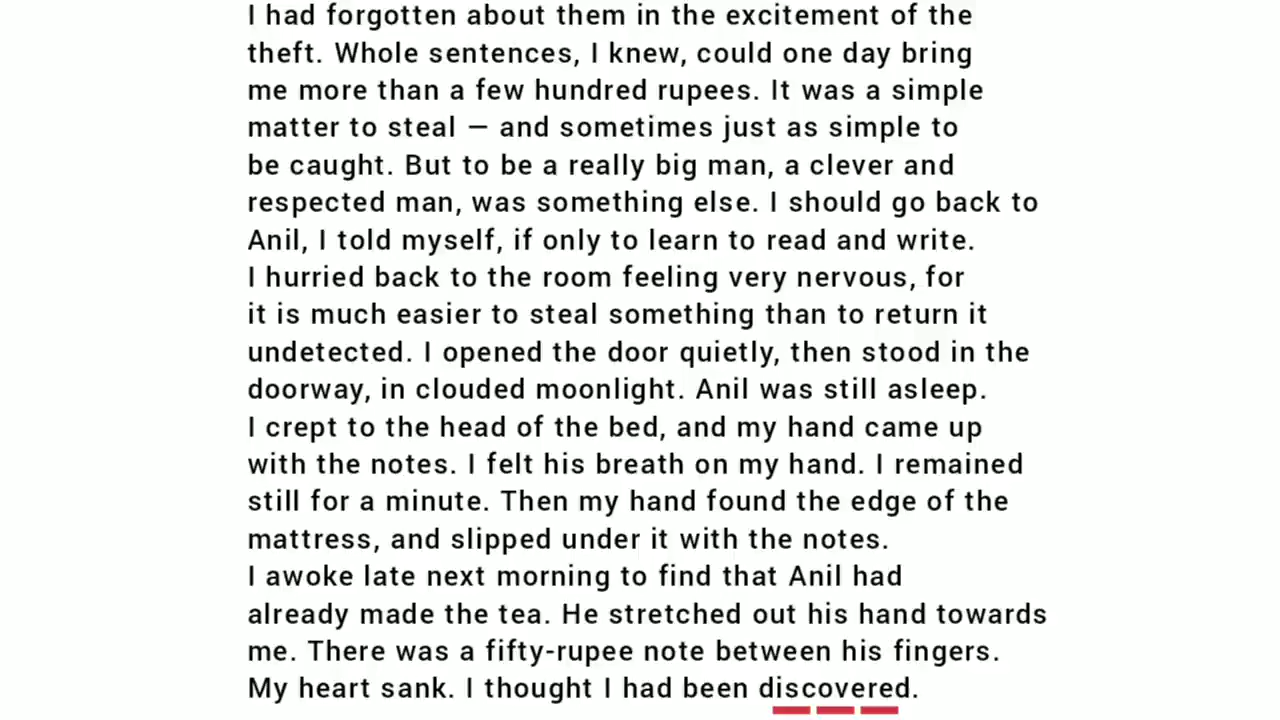 I had forgotten about them in the excitement of the
theft. Whole sentences, I knew, could one day bring
me more than a few hundred rupees. It was a simple
matter to steal — and sometimes just as simple to
be caught. But to be a really big man, a clever and
respected man, was something else. I should go back to
Anil, I told myself, if only to learn to read and write.
I hurried back to the room feeling very nervous, for
it is much easier to steal something than to return it
undetected. I opened the door quietly, then stood in the
doorway, in clouded moonlight. Anil was still asleep.
I crept to the head of the bed, and my hand came up
with the notes. I felt his breath on my hand. I remained
still for a minute. Then my hand found the edge of the
mattress, and slipped under it with the notes.
I awoke late next morning to find that Anil had
already made the tea. He stretched out his hand towards
me. There was a fifty-rupee note between his fingers.
My heart sank. I thought I had been discovered.